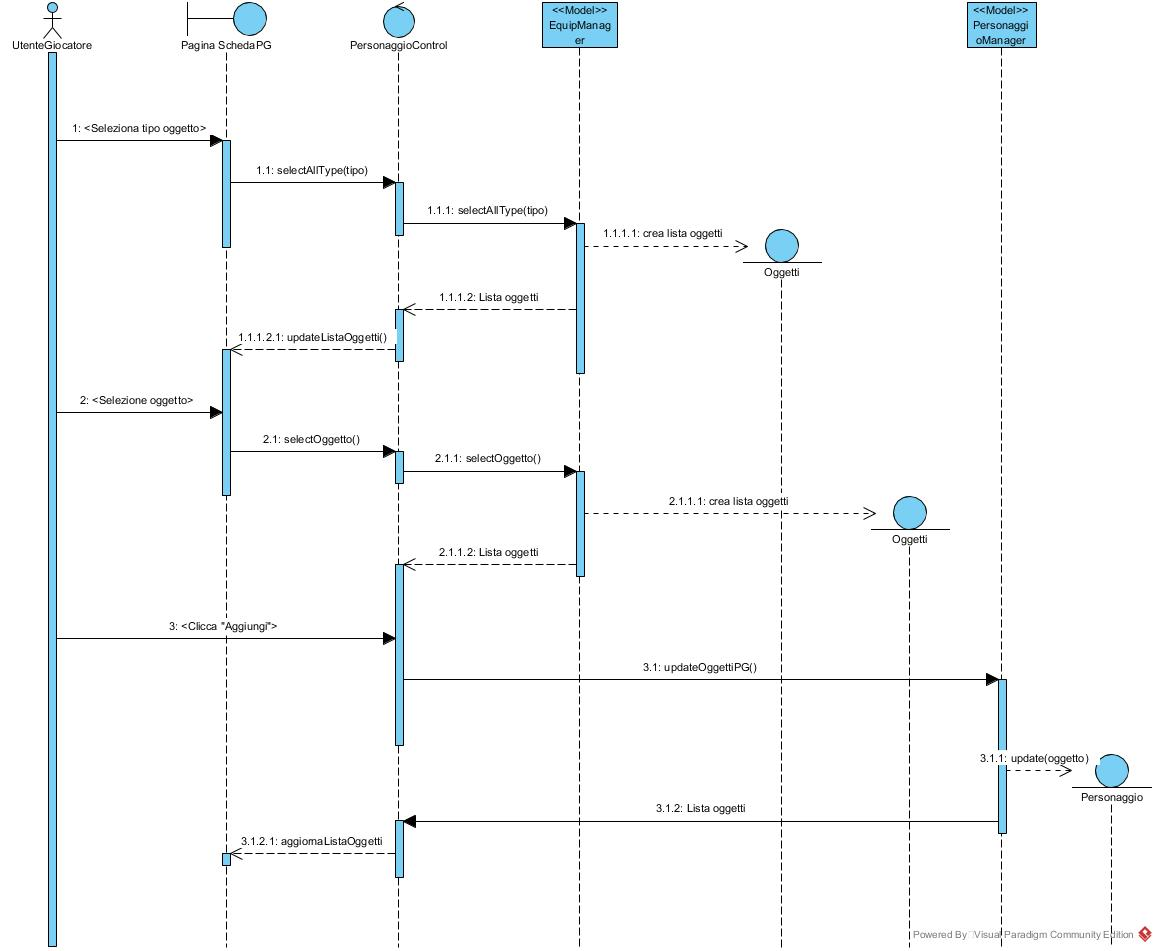 <<Model>>
EquipManag
er
<<Model>>
Personaggi
oManager
UtenteGiocatore
Pagina SchedaPG
PersonaggioControl
1: <Seleziona tipo oggetto>
1.1: selectAllType(tipo)
1.1.1: selectAllType(tipo)
1.1.1.1: crea lista oggetti
Oggetti
1.1.1.2: Lista oggetti
1.1.1.2.1: updateListaOggetti()
2: <Selezione oggetto>
2.1: selectOggetto()
2.1.1: selectOggetto()
2.1.1.1: crea lista oggetti
Oggetti
2.1.1.2: Lista oggetti
3: <Clicca "Aggiungi">
3.1: updateOggettiPG()
3.1.1: update(oggetto)
Personaggio
3.1.2: Lista oggetti
3.1.2.1: aggiornaListaOggetti
Powered By Visual Paradigm Community Edition